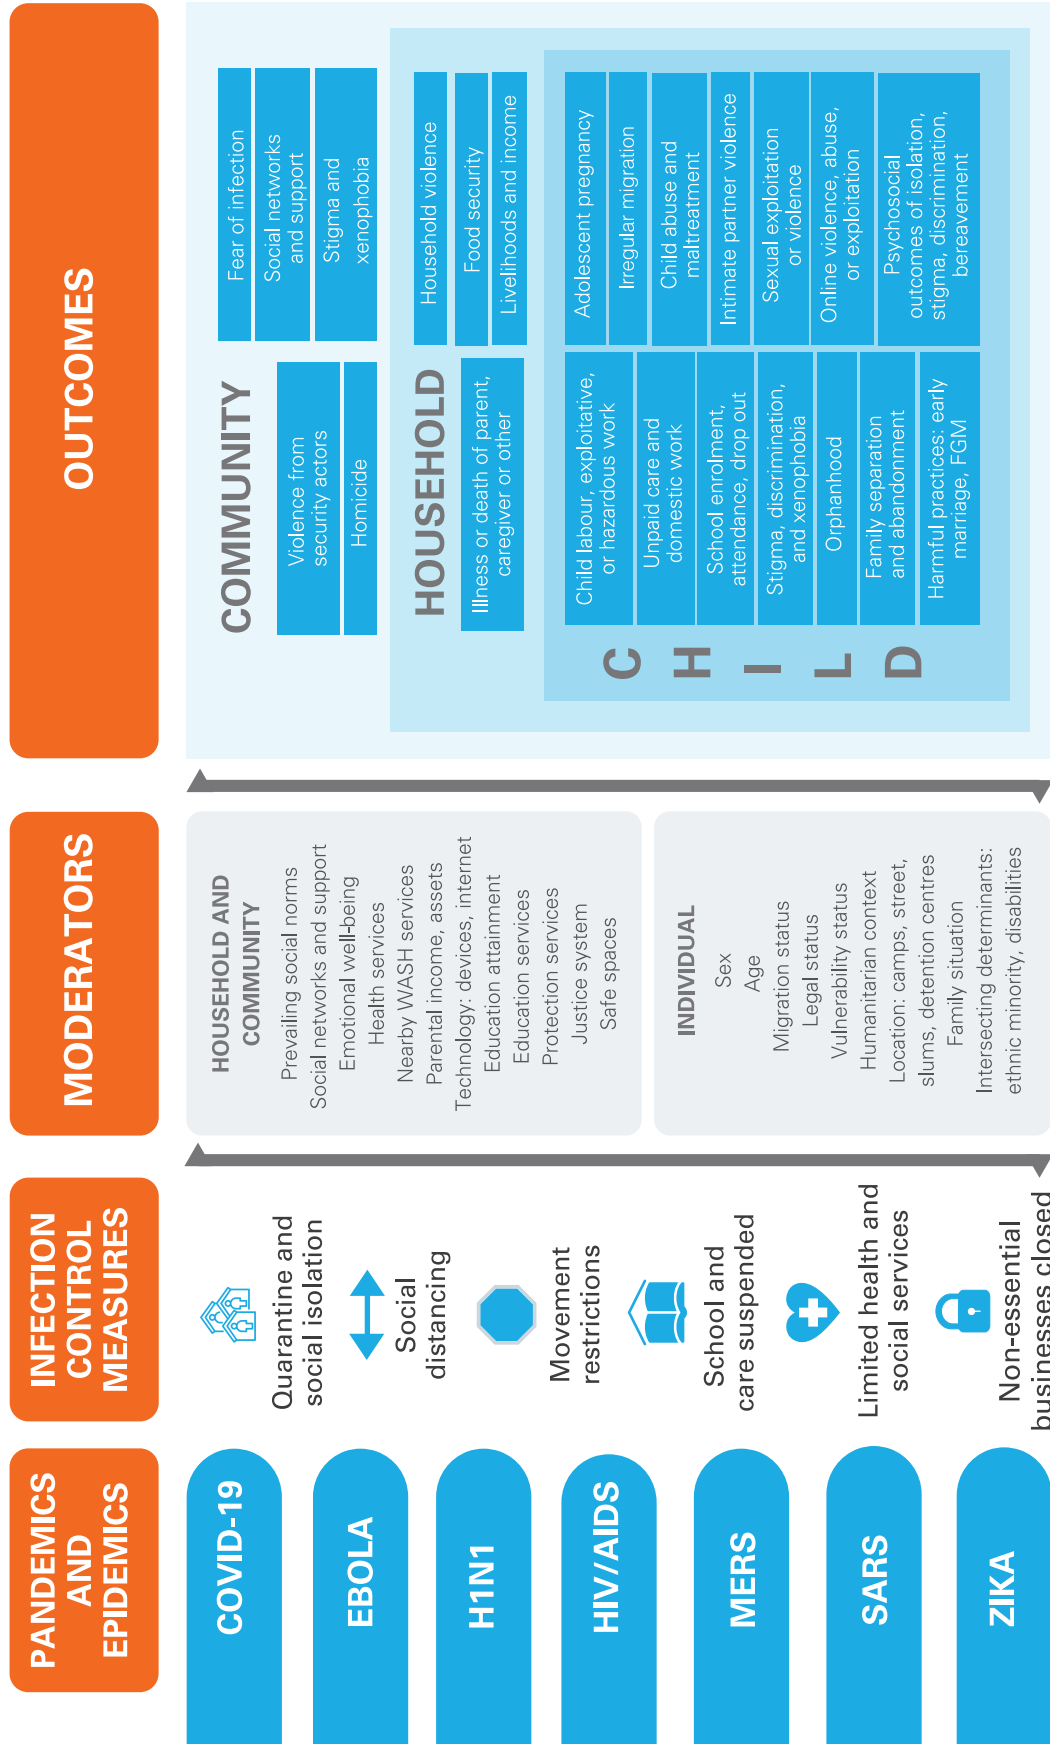 PANDEMICS
AND
EPIDEMICS
COVID-19
EBOLA
H1N1
HIV/AIDS
MERS
SARS
ZIKA
INFECTION
CONTROL
MEASURES
Quarantine and
social isolation
Social
distancing
Movement
restrictions
School and
care suspended
Limited health and
social services
Non-essential
businesses closed
MODERATORS
HOUSEHOLD AND
COMMUNITY
Prevailing social norms
Social networks and support
Emotional well-being
Health services
Nearby WASH services
Parental income, assets
Technology: devices, internet
Education attainment
Education services
Protection services
Justice system
Safe spaces
INDIVIDUAL
Sex
Age
Migration status
Legal status
Vulnerability status
Humanitarian context
Location: camps, street,
slums, detention centres
Family situation
Intersecting determinants:
ethnic minority, disabilities
OUTCOMES
COMMUNITY
Violence from
security actors
Homicide
Fear of infection
Social networks
and support
Stigma and
xenophobia
HOUSEHOLD
Illness or death of parent,
caregiver or other
Household violence
Food security
Livelihoods and income
CHILD
Child labour, exploitative,
or hazardous work
Unpaid care and
domestic work
School enrolment,
attendance, drop out
Stigma, discrimination,
and xenophobia
Orphanhood
Family separation
and abandonment
Harmful practices: early
marriage, FGM
Adolescent pregnancy
Irregular migration
Child abuse and
maltreatment
Intimate partner violence
Sexual exploitation
or violence
Online violence, abuse,
or exploitation
Psychosocial
outcomes of isolation,
stigma, discrimination,
bereavement